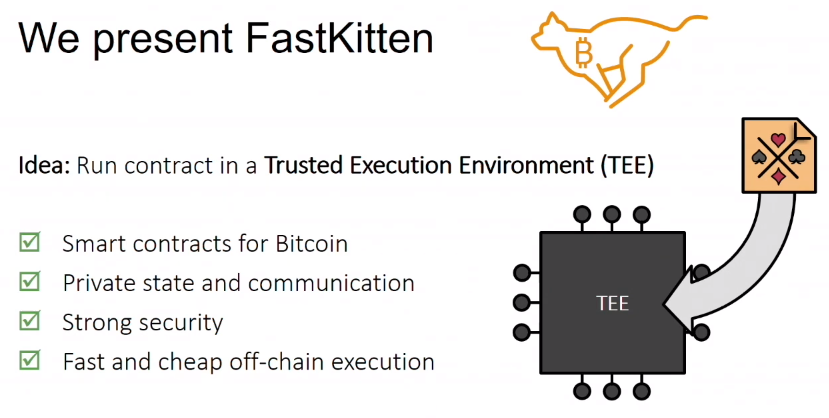 We present FastKitten
₿
Idea: Run contract in a Trusted Execution Environment (TEE)
Smart contracts for Bitcoin
Private state and communication
Strong security
Fast and cheap off-chain execution
TEE